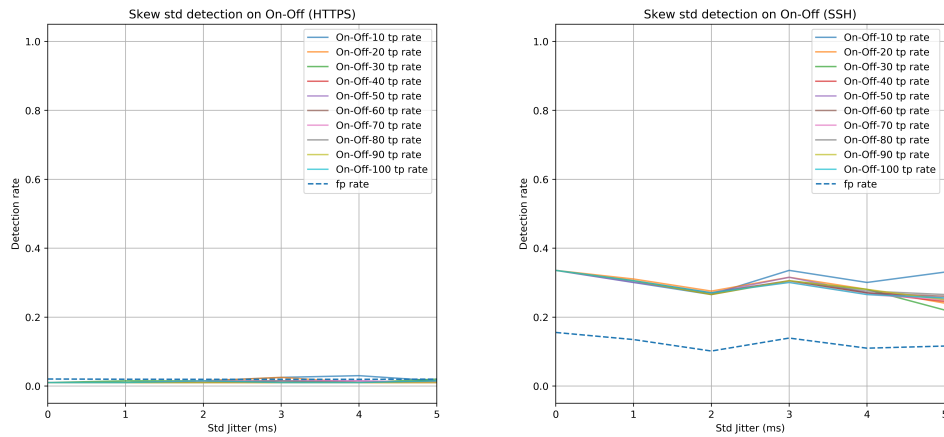 Skew std detection on On-Off (HTTPS)
1.0
0.8
0.6
0.4
0.2
0.0
Detection rate
0 1 2 3 4 5
Std Jitter (ms)
On-Off-10 tp rate
On-Off-20 tp rate
On-Off-30 tp rate
On-Off-40 tp rate
On-Off-50 tp rate
On-Off-60 tp rate
On-Off-70 tp rate
On-Off-80 tp rate
On-Off-90 tp rate
On-Off-100 tp rate
fp rate
Skew std detection on On-Off (SSH)
1.0
0.8
0.6
0.4
0.2
0.0
Detection rate
0 1 2 3 4 5
Std Jitter (ms)
On-Off-10 tp rate
On-Off-20 tp rate
On-Off-30 tp rate
On-Off-40 tp rate
On-Off-50 tp rate
On-Off-60 tp rate
On-Off-70 tp rate
On-Off-80 tp rate
On-Off-90 tp rate
On-Off-100 tp rate
fp rate